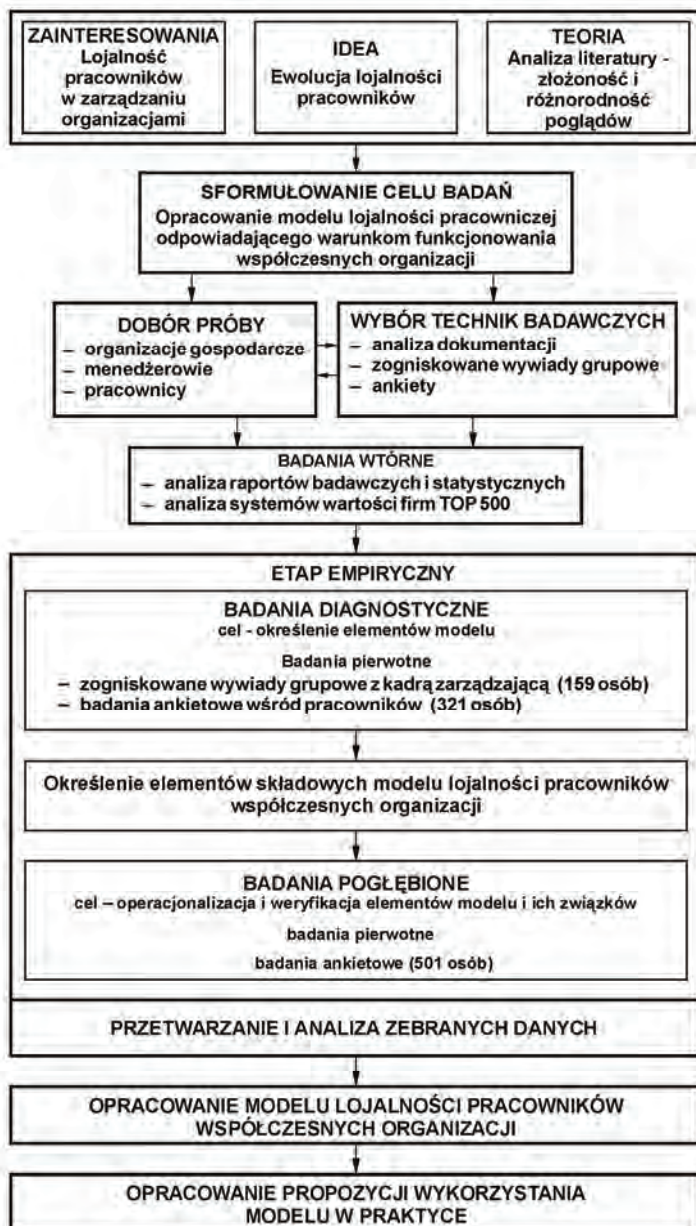 ZAINTERESOWANIA
Lojalność
pracowników
w zarządzaniu
organizacjami
IDEA
Ewolucja lojalności
pracowników
TEORIA
Analiza literatury -
złożoność i
różnorodność
poglądów
SFORMUŁOWANIE CELU BADAŃ
Opracowanie modelu lojalności pracowniczej
odpowiadającego warunkom funkcjonowania
współczesnych organizacji
DOBÓR PRÓBY
– organizacje gospodarcze
– menedżerowie
– pracownicy
WYBÓR TECHNIK BADAWCZYCH
– analiza dokumentacji
– zogniskowane wywiady grupowe
– ankiety
BADANIA WTÓRNE
– analiza raportów badawczych i statystycznych
– analiza systemów wartości firm TOP 500
ETAP EMPIRYCZNY
BADANIA DIAGNOSTYCZNE
cel - określenie elementów modelu
Badania pierwotne
– zogniskowane wywiady grupowe z kadrą zarządzającą (159 osób)
– badania ankietowe wśród pracowników (321 osób)
Określenie elementów składowych modelu lojalności pracowników
współczesnych organizacji
BADANIA POGŁĘBIONE
cel – operacjonalizacja i weryfikacja elementów modelu i ich związków
badania pierwotne
badania ankietowe (501 osób)
PRZETWARZANIE I ANALIZA ZEBRANYCH DANYCH
OPRACOWANIE MODELU LOJALNOŚCI PRACOWNIKÓW
WSPÓŁCZESNYCH ORGANIZACJI
OPRACOWANIE PROPOZYCJI WYKORZYSTANIA
MODELU W PRAKTYCE